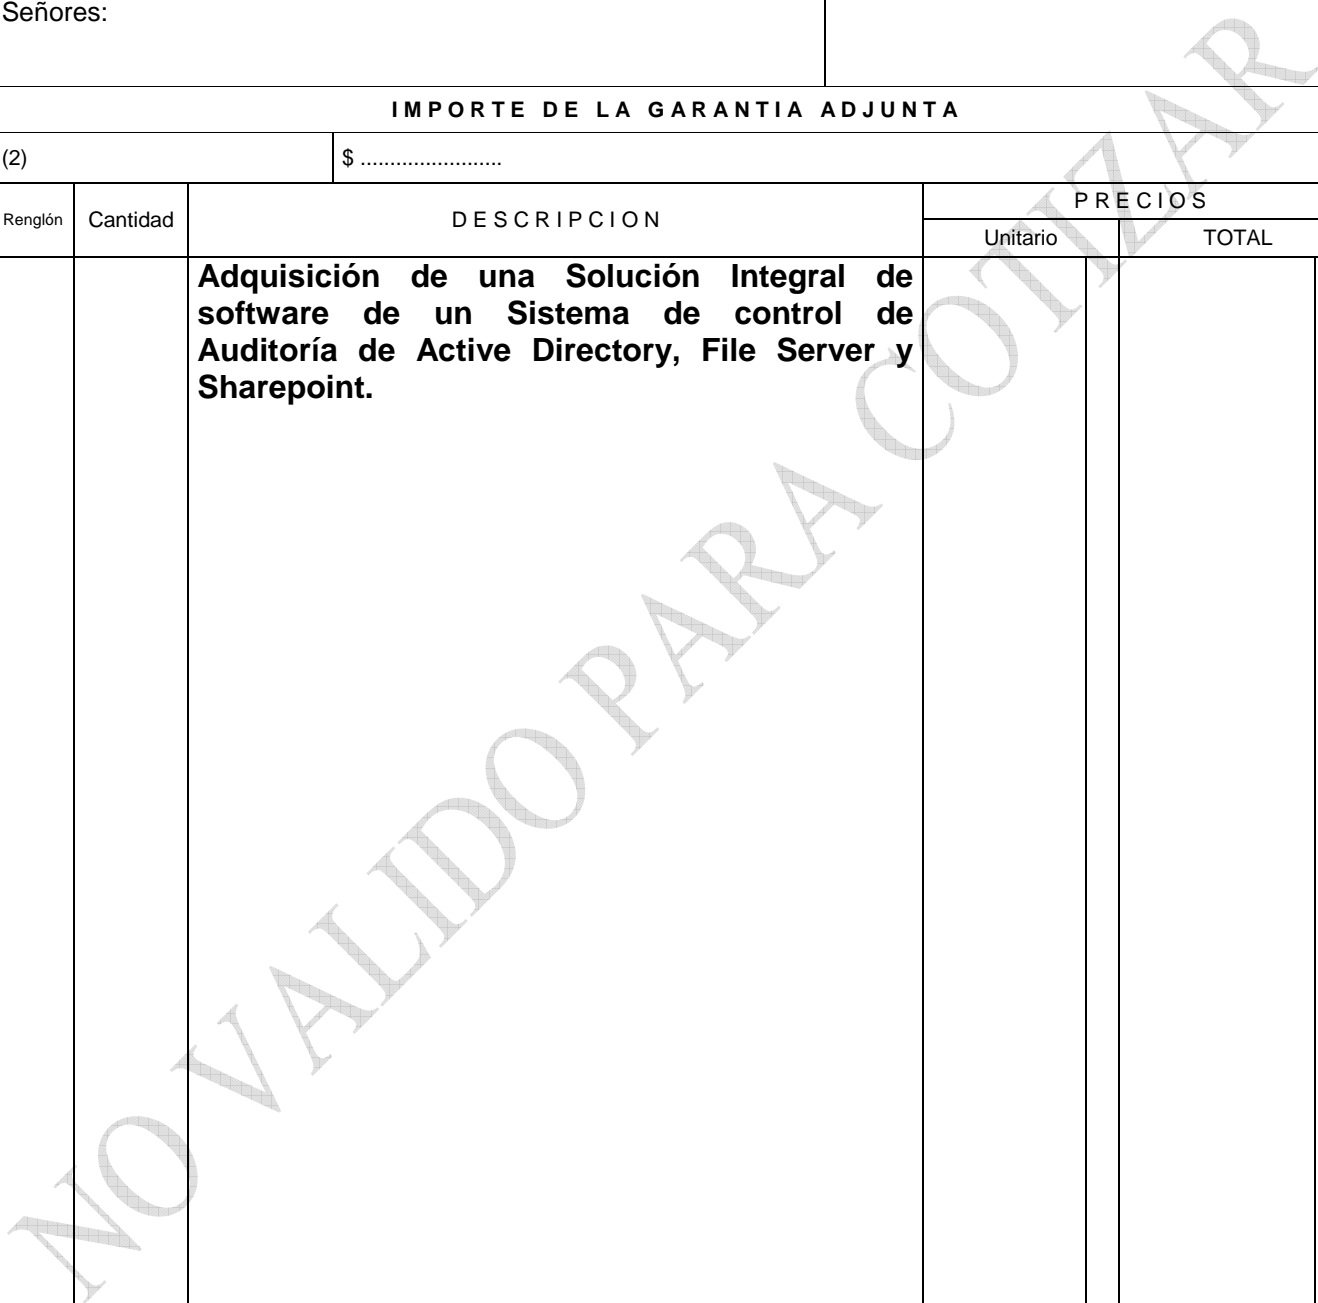 Señores:
IMPORTE DE LA GARANTIA ADJUNTA
(2)
$ ........................
Renglón
Cantidad
DESCRIPCION
PRECIOS
Unitario
TOTAL
Adquisición de una Solución Integral de
software de un Sistema de control de
Auditoría de Active Directory, File Server y
Sharepoint.
NO VALIDO PARA COTIZAR